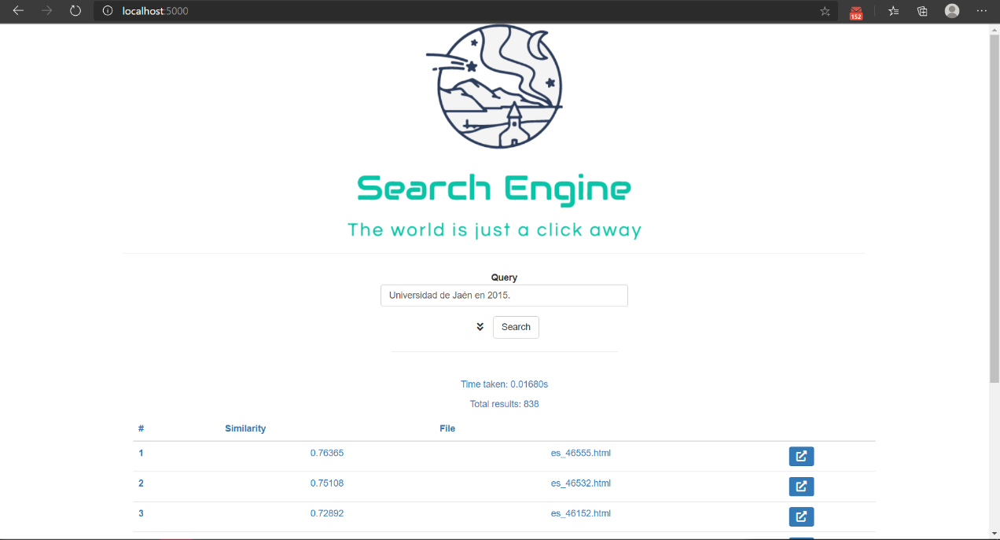 localhost:5000
152
Search Engine
The world is just a click away
Query
Universidad de Jaén en 2015.
Search
Time taken: 0.01680s
Total results: 838
# Similarity File
1 0.76365 es_46555.html
2 0.75108 es_46532.html
3 0.72892 es_46152.html